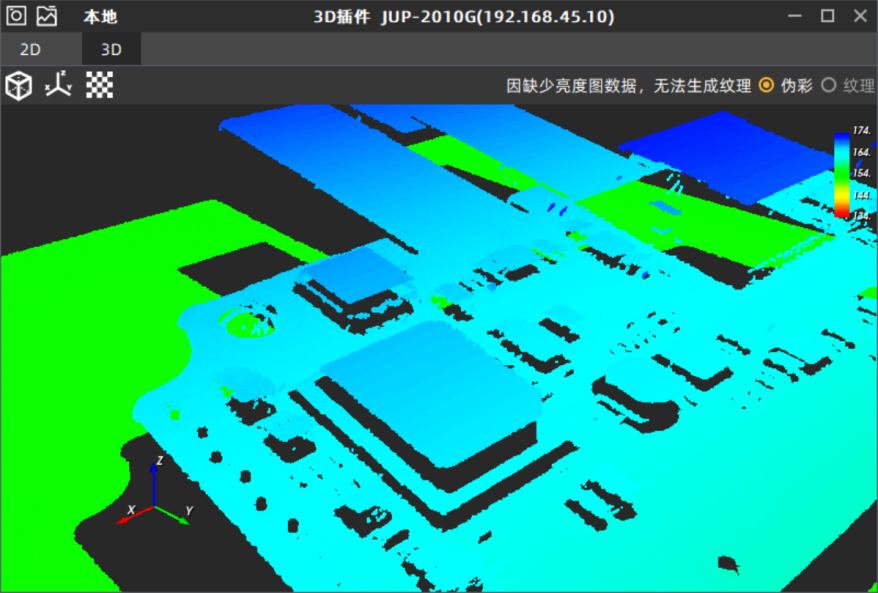 本地
3D插件 JUP-2010G(192.168.45.10)
2D
3D
因缺少亮度图数据，无法生成纹理 伪彩 纹理
174.
164.
154.
144.
134.
Z
X
Y
Z
X
Y